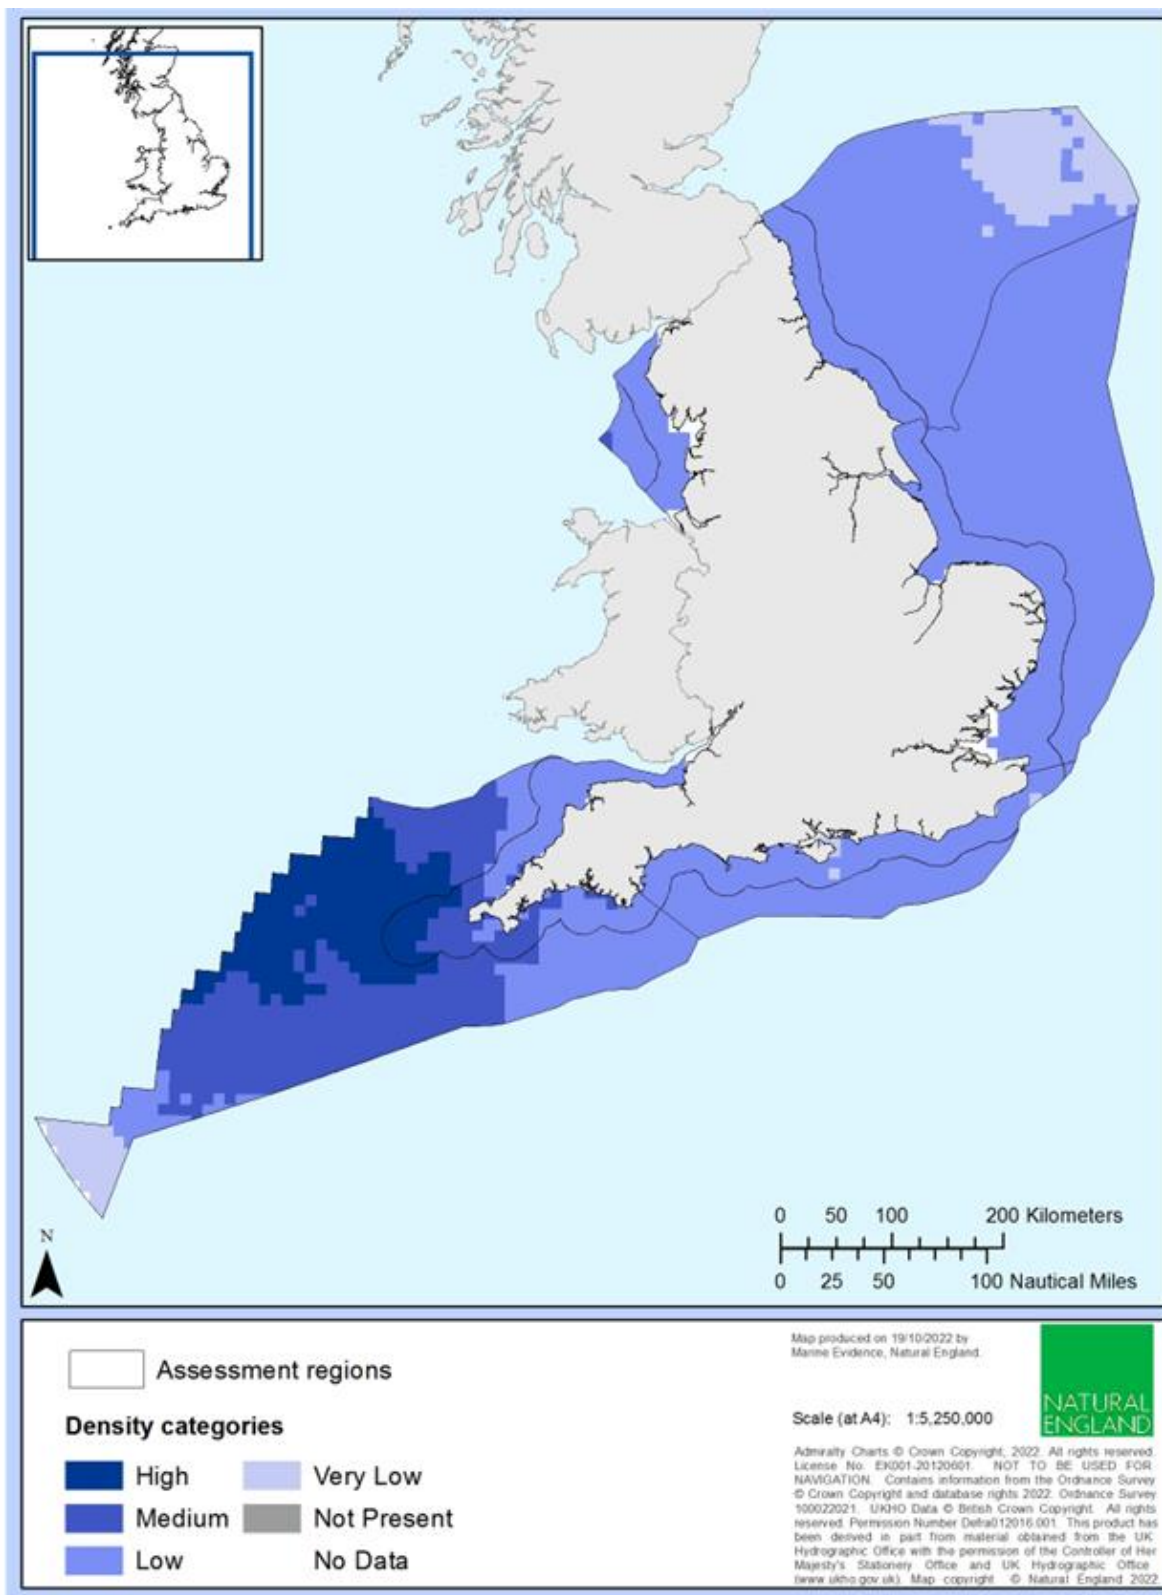 N
0 50 100 200 Kilometers
0 25 50 100 Nautical Miles
Assessment regions
Density categories
High
Medium
Low
Very Low
Not Present
No Data
Map produced on 19/10/2022 by
Marine Evidence, Natural England.
Scale (at A4): 1:5,250,000
NATURAL
ENGLAND
Admiralty Charts © Crown Copyright, 2022. All rights reserved.
License No. EK001-20120601. NOT TO BE USED FOR
NAVIGATION. Contains information from the Ordnance Survey
© Crown Copyright and database rights 2022. Ordnance Survey
100022021. UKHO Data © British Crown Copyright. All rights
reserved. Permission Number Defra012016.001. This product has
been derived in part from material obtained from the UK
Hydrographic Office with the permission of the Controller of Her
Majesty's Stationery Office and UK Hydrographic Office
(www.ukho.gov.uk). Map copyright © Natural England 2022